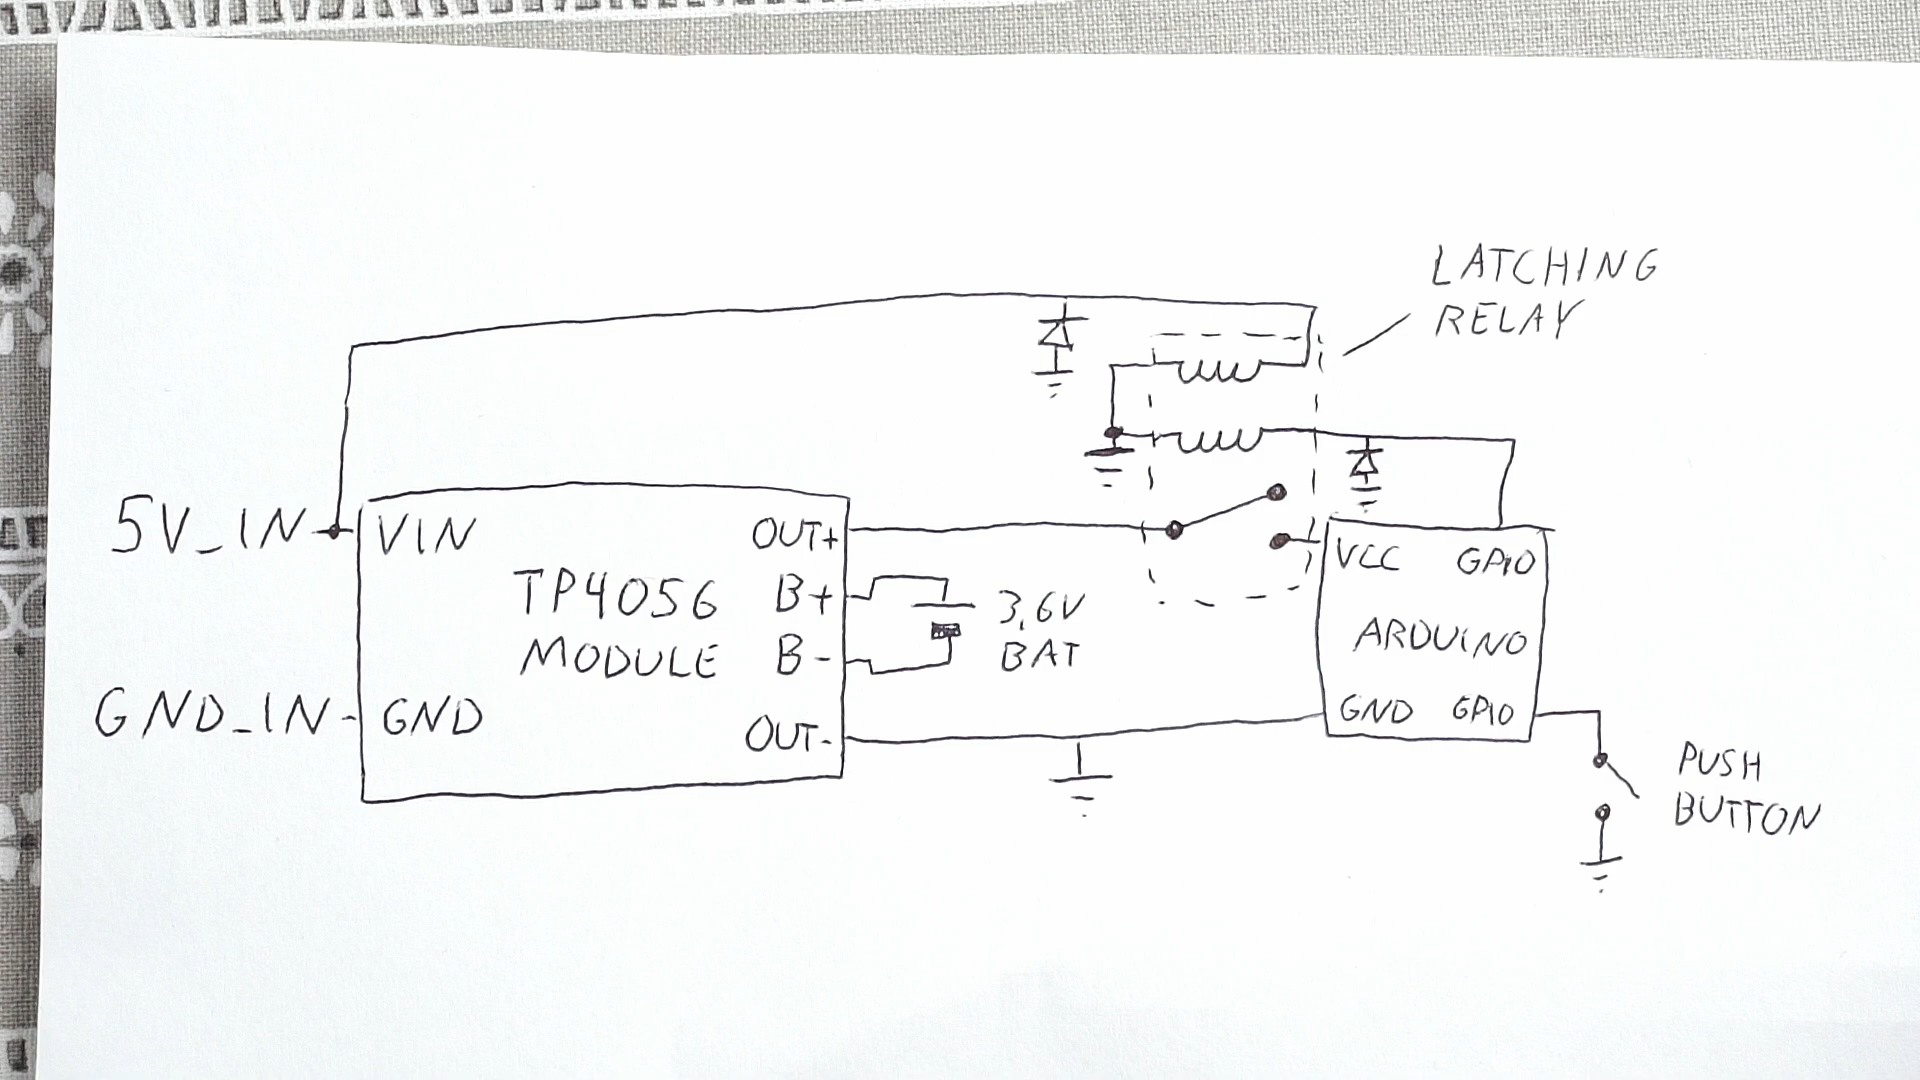 LATCHING
RELAY
5V_IN
VIN
OUT+
TP4056
MODULE
B+
B-
3,6V
BAT
GND_IN
GND
OUT-
VCC
GPIO
ARDUINO
GND
GPIO
PUSH
BUTTON